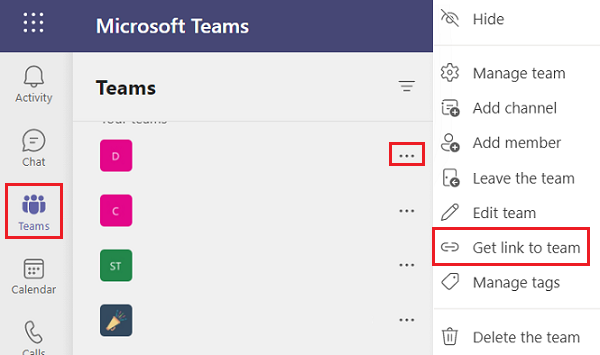 Microsoft Teams
Activity
Chat
Teams
Calendar
Calls
Teams
Your teams
D
C
ST
Hide
Manage team
Add channel
Add member
Leave the team
Edit team
Get link to team
Manage tags
Delete the team